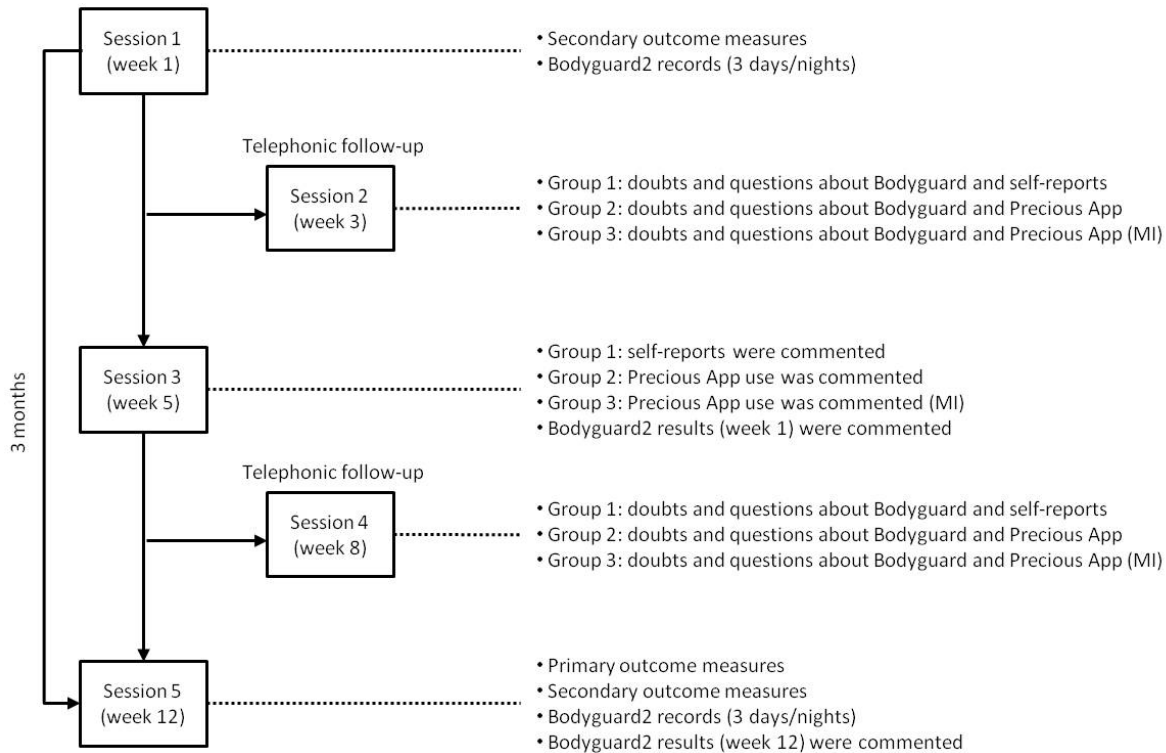 Session 1
(week 1)
• Secondary outcome measures
• Bodyguard2 records (3 days/nights)
Telephonic follow-up
Session 2
(week 3)
• Group 1: doubts and questions about Bodyguard and self-reports
• Group 2: doubts and questions about Bodyguard and Precious App
• Group 3: doubts and questions about Bodyguard and Precious App (MI)
3 months
Session 3
(week 5)
• Group 1: self-reports were commented
• Group 2: Precious App use was commented
• Group 3: Precious App use was commented (MI)
• Bodyguard2 results (week 1) were commented
Telephonic follow-up
Session 4
(week 8)
• Group 1: doubts and questions about Bodyguard and self-reports
• Group 2: doubts and questions about Bodyguard and Precious App
• Group 3: doubts and questions about Bodyguard and Precious App (MI)
Session 5
(week 12)
• Primary outcome measures
• Secondary outcome measures
• Bodyguard2 records (3 days/nights)
• Bodyguard2 results (week 12) were commented